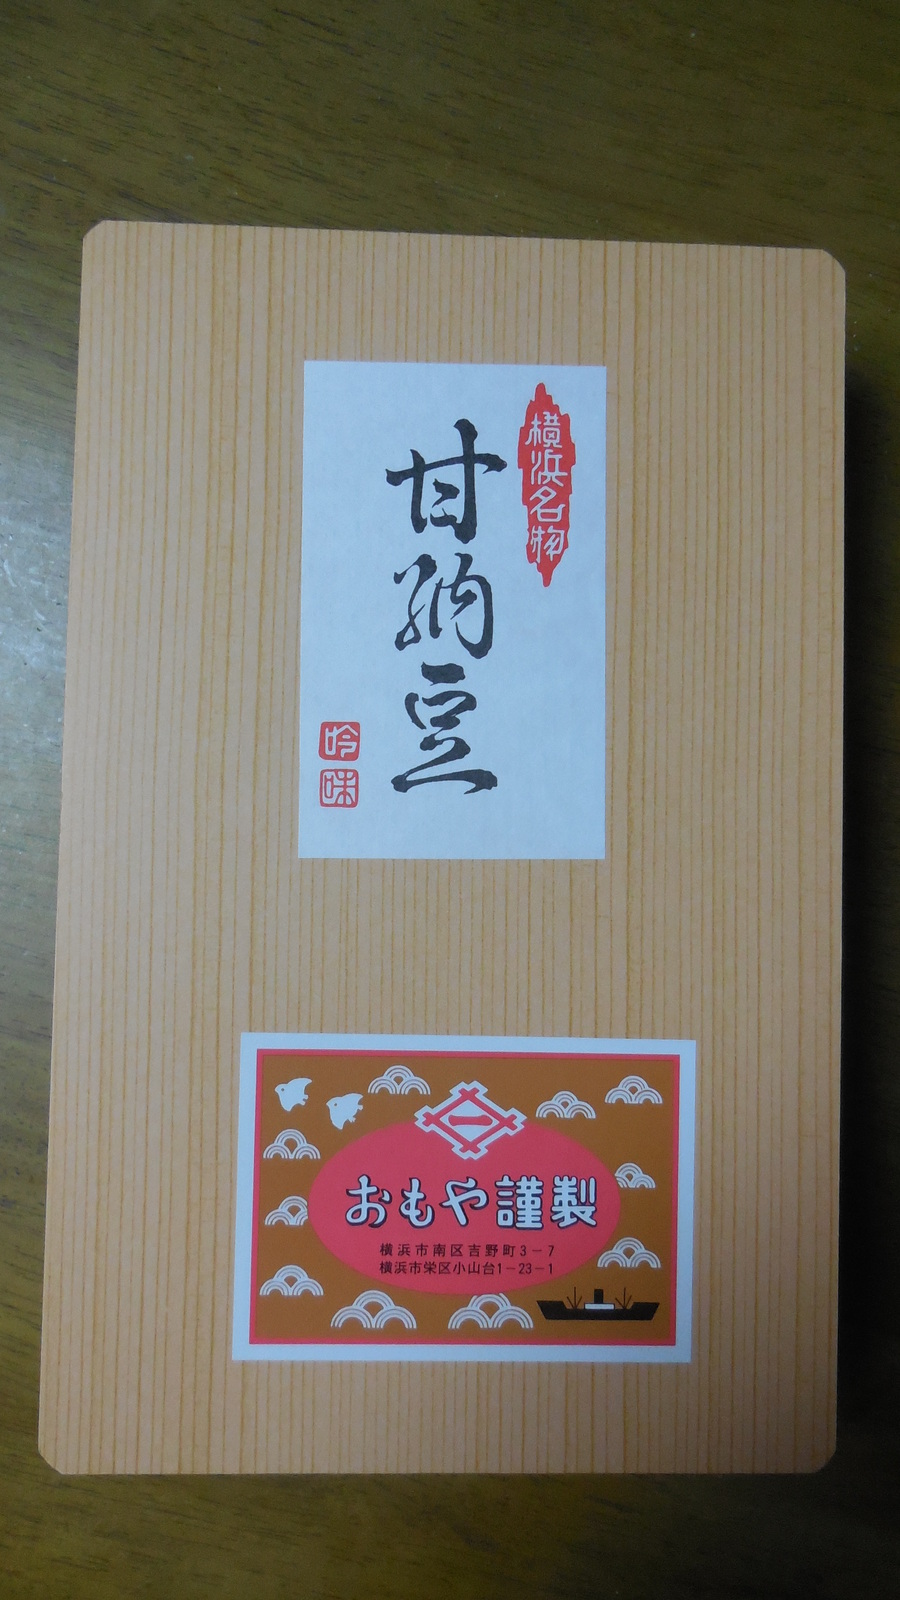 横浜名物
甘納豆
吟味
一
おもや謹製
横浜市南区吉野町3－7
横浜市栄区小山台1－23－1